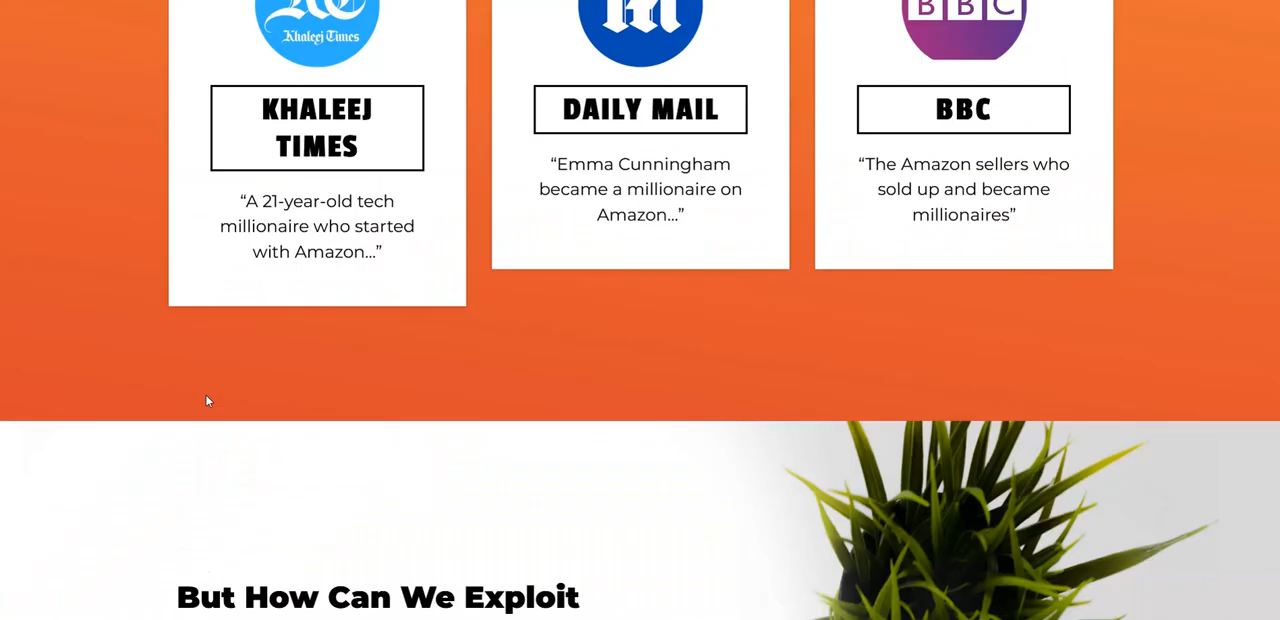 Khaleej Times
BBC
KHALEEJ
TIMES
“A 21-year-old tech
millionaire who started
with Amazon...”
DAILY MAIL
“Emma Cunningham
became a millionaire on
Amazon...”
BBC
“The Amazon sellers who
sold up and became
millionaires”
But How Can We Exploit